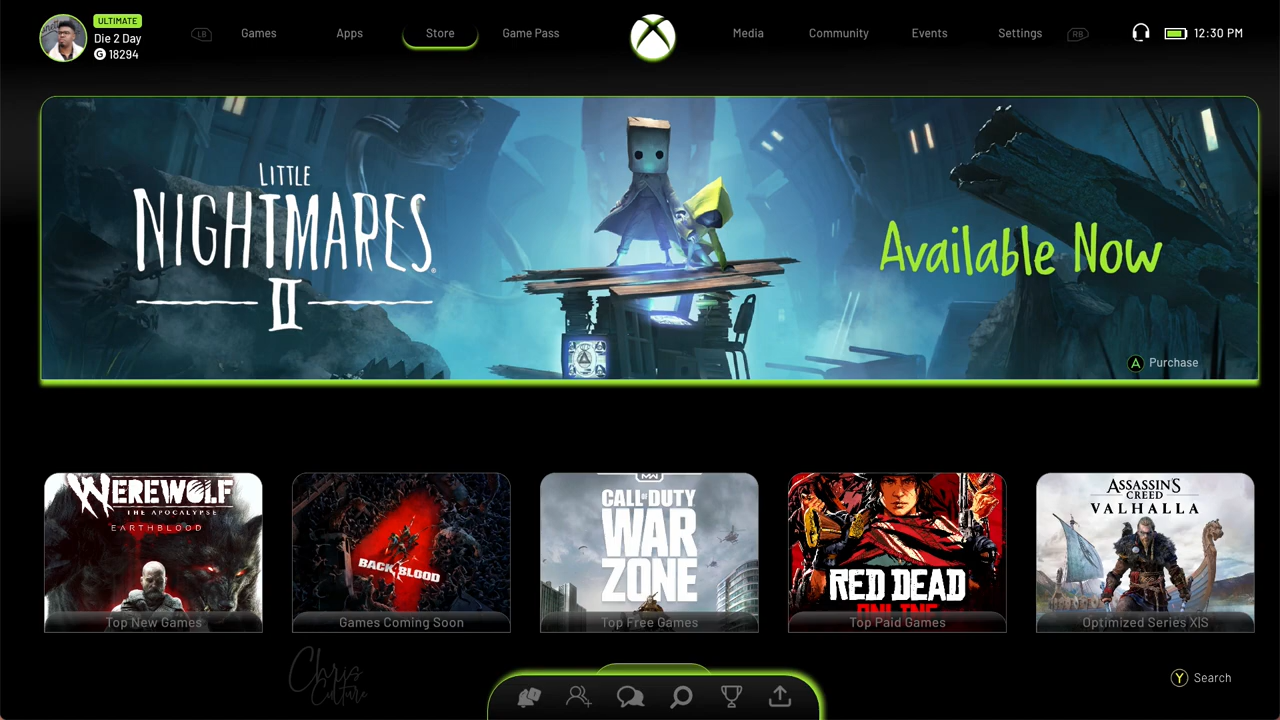 ULTIMATE
Die 2 Day
G 18294
LB
Games
Apps
Store
Game Pass
Media
Community
Events
Settings
RB
12:30 PM
LITTLE
NIGHTMARES
II
Available Now
A Purchase
WEREWOLF
THE APOCALYPSE
EARTHBLOOD
Top New Games
BACK 4 BLOOD
Games Coming Soon
MW
CALL OF DUTY
WAR
ZONE
Top Free Games
RED DEAD
ONLINE
Top Paid Games
ASSASSIN'S
CREED
VALHALLA
Optimized Series X|S
Chris
Culture
Y Search